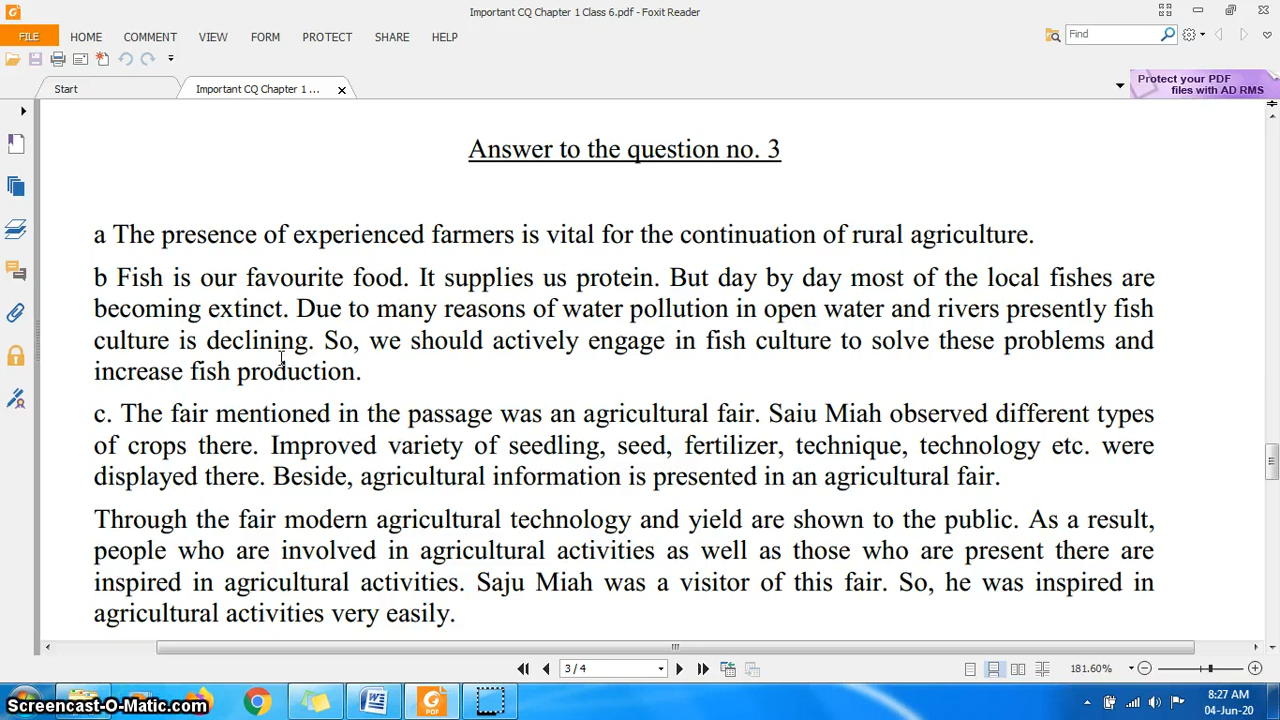 Important CQ Chapter 1 Class 6.pdf - Foxit Reader
FILE HOME COMMENT VIEW FORM PROTECT SHARE HELP
Find
Start
Important CQ Chapter 1 ...
Protect your PDF
files with AD RMS
Answer to the question no. 3
a The presence of experienced farmers is vital for the continuation of rural agriculture.
b Fish is our favourite food. It supplies us protein. But day by day most of the local fishes are
becoming extinct. Due to many reasons of water pollution in open water and rivers presently fish
culture is declining. So, we should actively engage in fish culture to solve these problems and
increase fish production.
c. The fair mentioned in the passage was an agricultural fair. Saiu Miah observed different types
of crops there. Improved variety of seedling, seed, fertilizer, technique, technology etc. were
displayed there. Beside, agricultural information is presented in an agricultural fair.
Through the fair modern agricultural technology and yield are shown to the public. As a result,
people who are involved in agricultural activities as well as those who are present there are
inspired in agricultural activities. Saju Miah was a visitor of this fair. So, he was inspired in
agricultural activities very easily.
3 / 4
181.60%
Screencast-O-Matic.com
PDF
8:27 AM
04-Jun-20